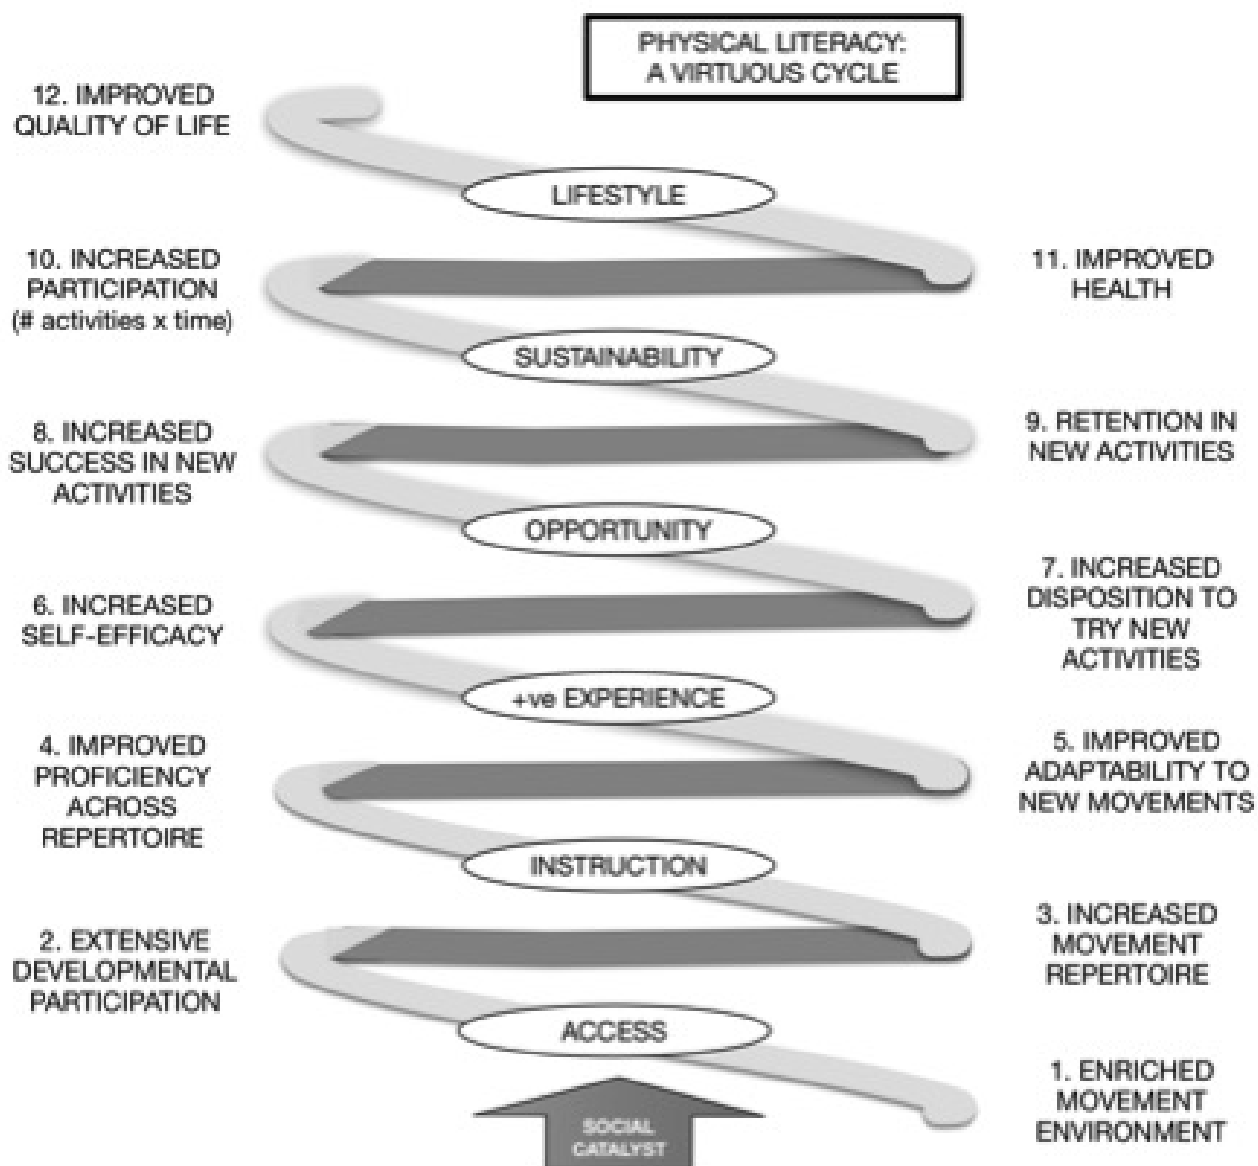 PHYSICAL LITERACY:
A VIRTUOUS CYCLE
12. IMPROVED
QUALITY OF LIFE
LIFESTYLE
10. INCREASED
PARTICIPATION
(# activities x time)
11. IMPROVED
HEALTH
SUSTAINABILITY
8. INCREASED
SUCCESS IN NEW
ACTIVITIES
9. RETENTION IN
NEW ACTIVITIES
OPPORTUNITY
6. INCREASED
SELF-EFFICACY
7. INCREASED
DISPOSITION TO
TRY NEW
ACTIVITIES
+ve EXPERIENCE
4. IMPROVED
PROFICIENCY
ACROSS
REPERTOIRE
5. IMPROVED
ADAPTABILITY TO
NEW MOVEMENTS
INSTRUCTION
2. EXTENSIVE
DEVELOPMENTAL
PARTICIPATION
3. INCREASED
MOVEMENT
REPERTOIRE
ACCESS
1. ENRICHED
MOVEMENT
ENVIRONMENT
SOCIAL
CATALYST